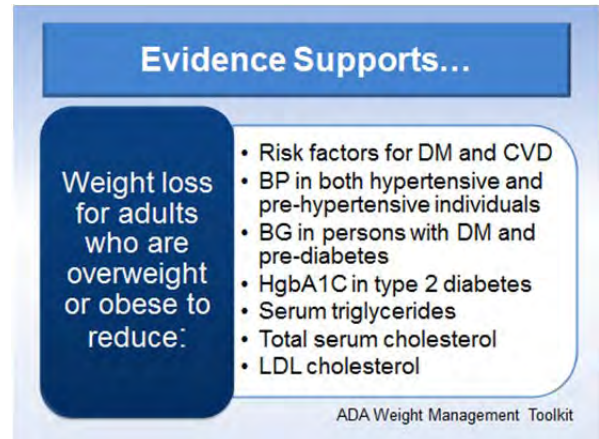 Evidence Supports…
Weight loss
for adults
who are
overweight
or obese to
reduce:
• Risk factors for DM and CVD
• BP in both hypertensive and
pre-hypertensive individuals
• BG in persons with DM and
pre-diabetes
• HgbA1C in type 2 diabetes
• Serum triglycerides
• Total serum cholesterol
• LDL cholesterol
ADA Weight Management Toolkit